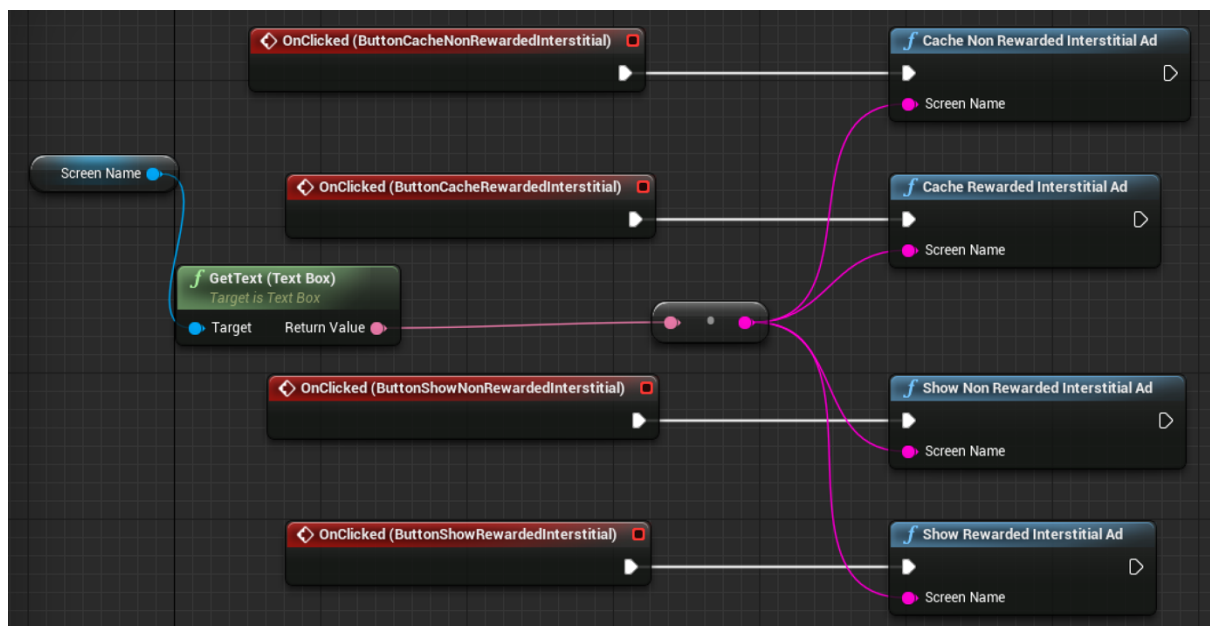 OnClicked (ButtonCacheNonRewardedInterstitial)
f Cache Non Rewarded Interstitial Ad
Screen Name
Screen Name
OnClicked (ButtonCacheRewardedInterstitial)
f Cache Rewarded Interstitial Ad
Screen Name
f GetText (Text Box)
Target is Text Box
Target Return Value
OnClicked (ButtonShowNonRewardedInterstitial)
f Show Non Rewarded Interstitial Ad
Screen Name
OnClicked (ButtonShowRewardedInterstitial)
f Show Rewarded Interstitial Ad
Screen Name